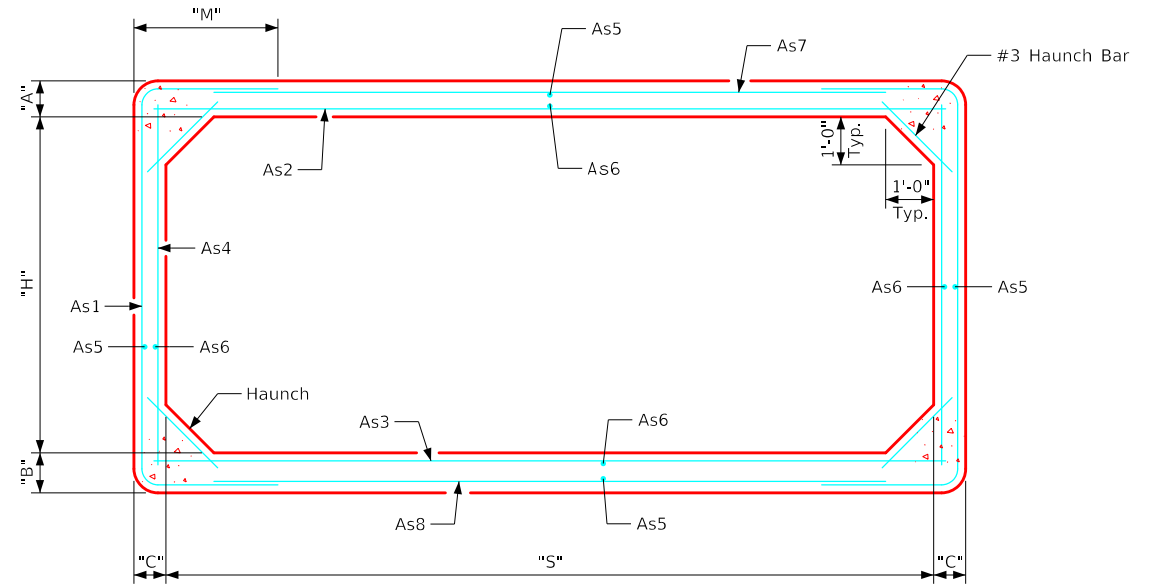 "M"
As5
As7
#3 Haunch Bar
"A"
As2
As6
1'-0"
Typ.
1'-0"
Typ.
"H"
As4
As1
As6
As5
As5
As6
Haunch
As3
As6
"B"
As8
As5
"C"
"S"
"C"